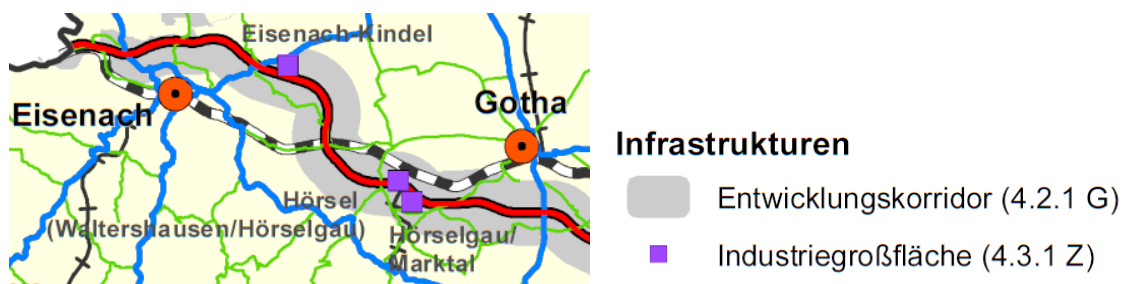 Eisenach-Kindel
Eisenach
Gotha
Hörsel
(Waltershausen/Hörselgau)
Hörselgau/
Marktal
Infrastrukturen
Entwicklungskorridor (4.2.1 G)
Industriegroßfläche (4.3.1 Z)